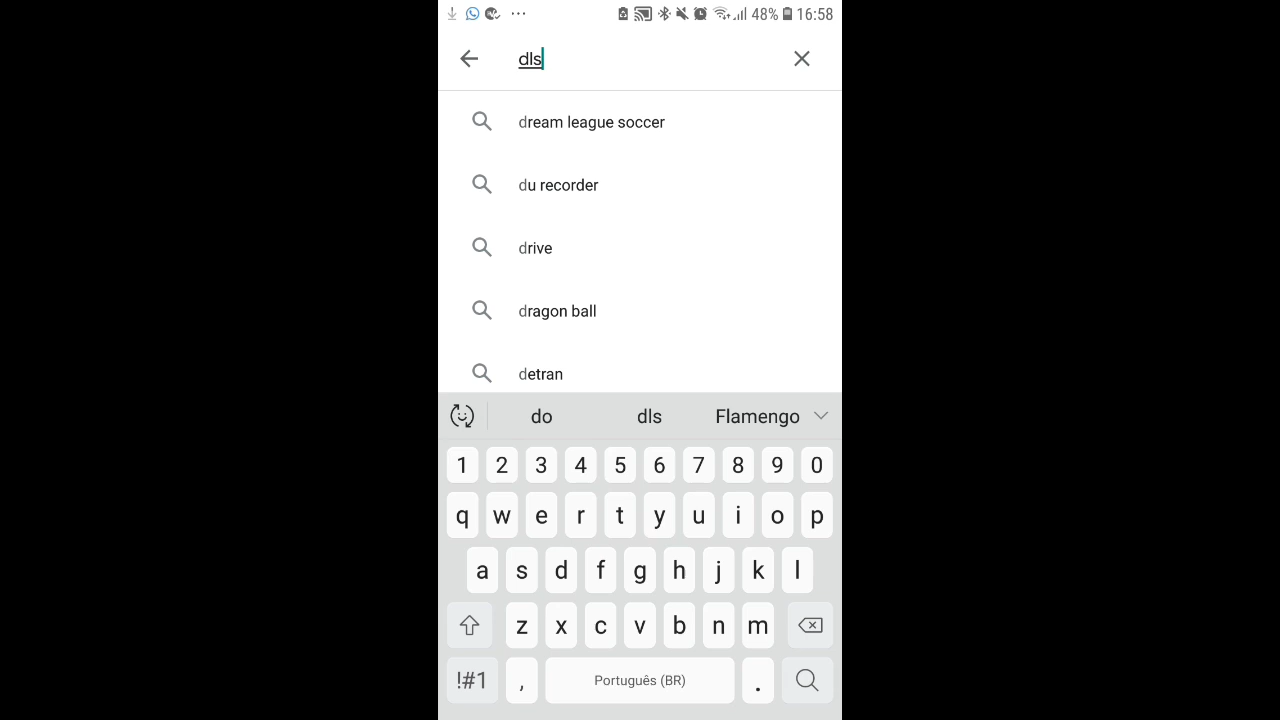 48% 16:58
dls
dream league soccer
du recorder
drive
dragon ball
detran
do dls Flamengo
1 2 3 4 5 6 7 8 9 0
q w e r t y u i o p
a s d f g h j k l
z x c v b n m
!#1 , Português (BR) .